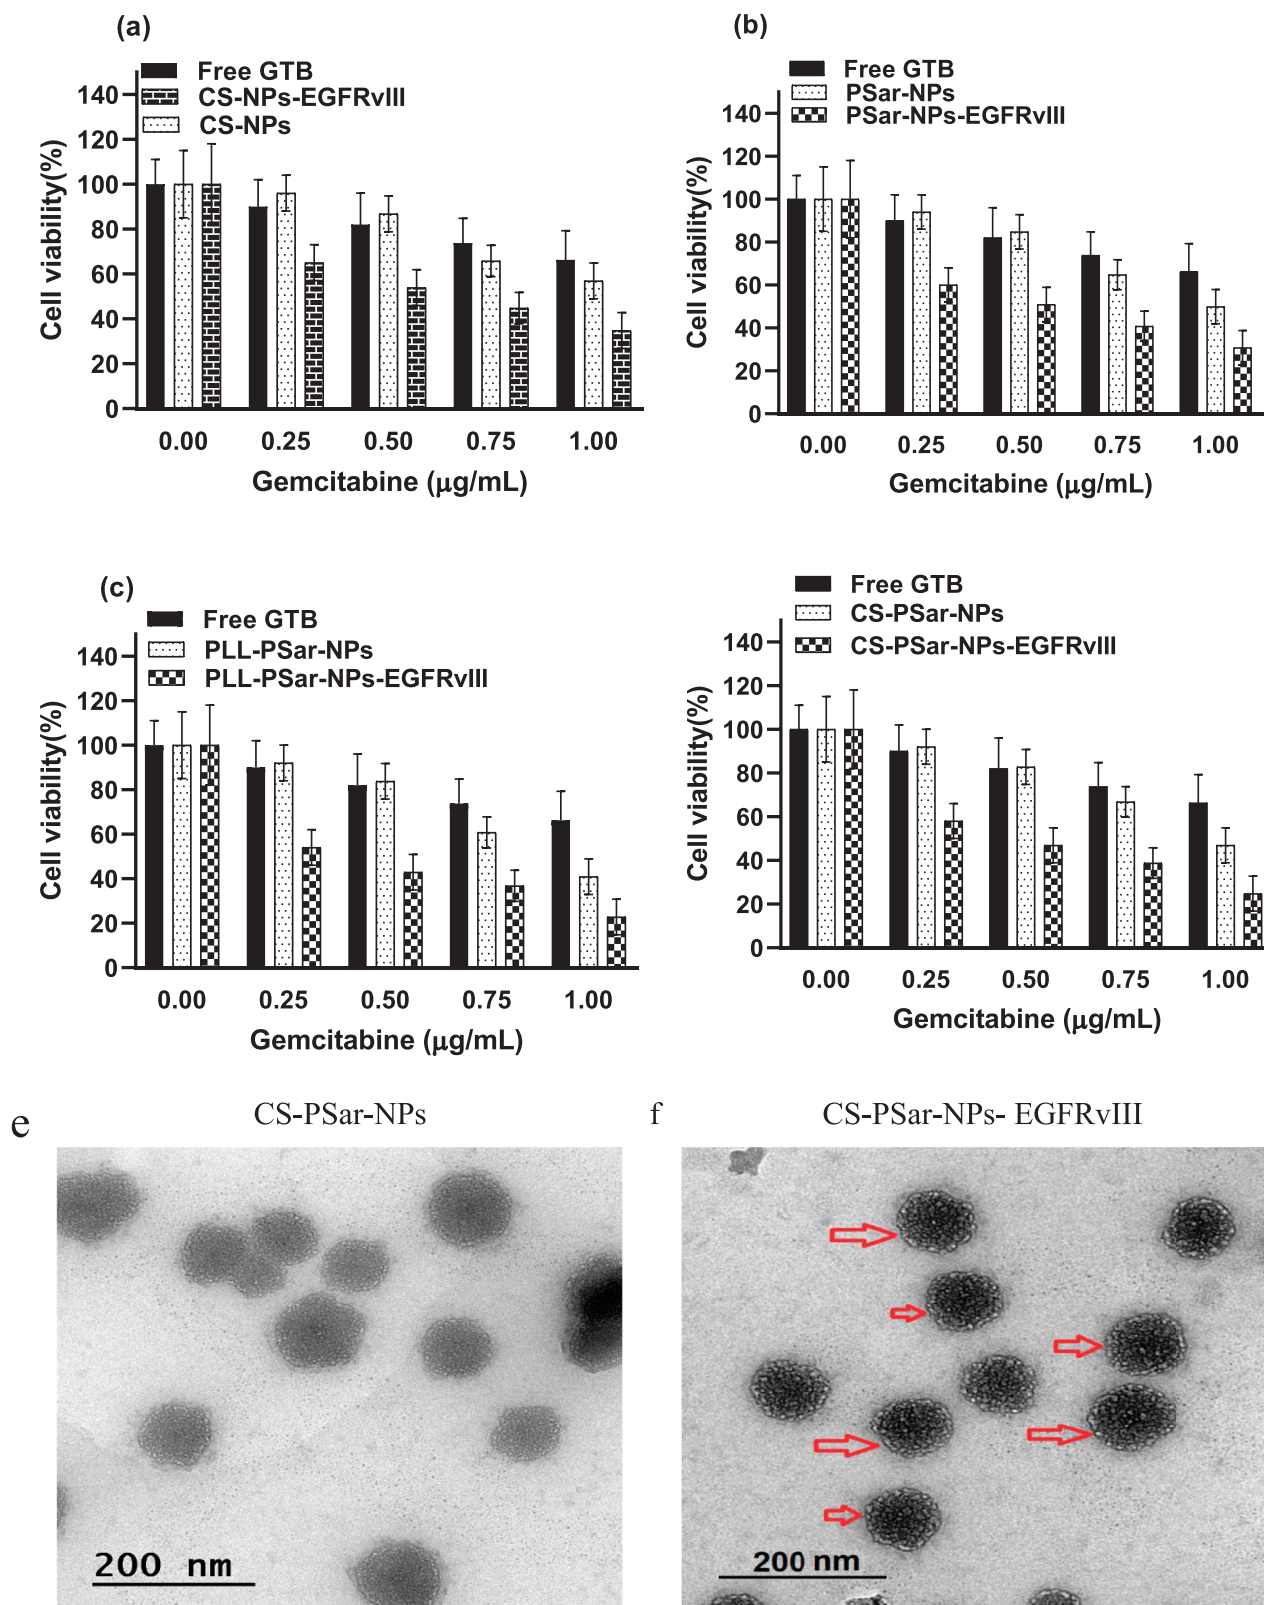 (a)
Free GTB
CS-NPs-EGFRvIII
CS-NPs
140
120
100
80
60
40
20
0
Cell viability(%)
0.00 0.25 0.50 0.75 1.00
Gemcitabine (μg/mL)
(b)
Free GTB
PSar-NPs
PSar-NPs-EGFRvIII
140
120
100
80
60
40
20
0
Cell viability(%)
0.00 0.25 0.50 0.75 1.00
Gemcitabine (μg/mL)
(c)
Free GTB
PLL-PSar-NPs
PLL-PSar-NPs-EGFRvIII
140
120
100
80
60
40
20
0
Cell viability(%)
0.00 0.25 0.50 0.75 1.00
Gemcitabine (μg/mL)
Free GTB
CS-PSar-NPs
CS-PSar-NPs-EGFRvIII
140
120
100
80
60
40
20
0
Cell viability(%)
0.00 0.25 0.50 0.75 1.00
Gemcitabine (μg/mL)
e
CS-PSar-NPs
200 nm
f
CS-PSar-NPs- EGFRvIII
200 nm